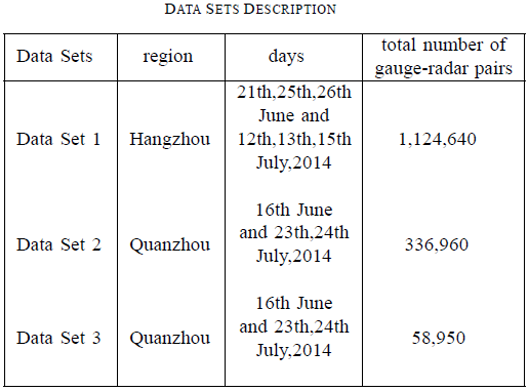 DATA SETS DESCRIPTION
Data Sets region days total number of gauge-radar pairs
Data Set 1 Hangzhou 21th,25th,26th June and 12th,13th,15th July,2014 1,124,640
Data Set 2 Quanzhou 16th June and 23th,24th July,2014 336,960
Data Set 3 Quanzhou 16th June and 23th,24th July,2014 58,950